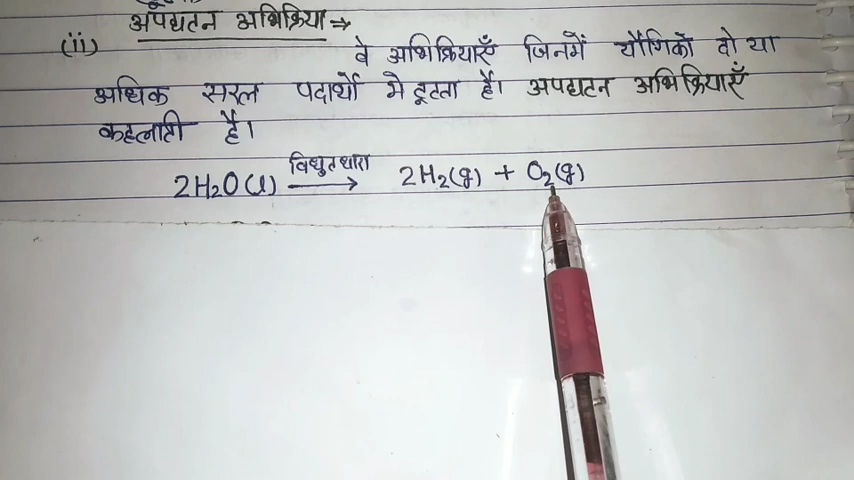 (ii) अपघटन अभिक्रिया ⇒
वे अभिक्रियाएँ जिनमें यौगिको दो या
अधिक सरल पदार्थो मे टूटता है। अपघटन अभिक्रियाएँ
कहलाती है।
2H₂O(l) ⟶ 2H₂(g) + O₂(g)
विधुतधारा